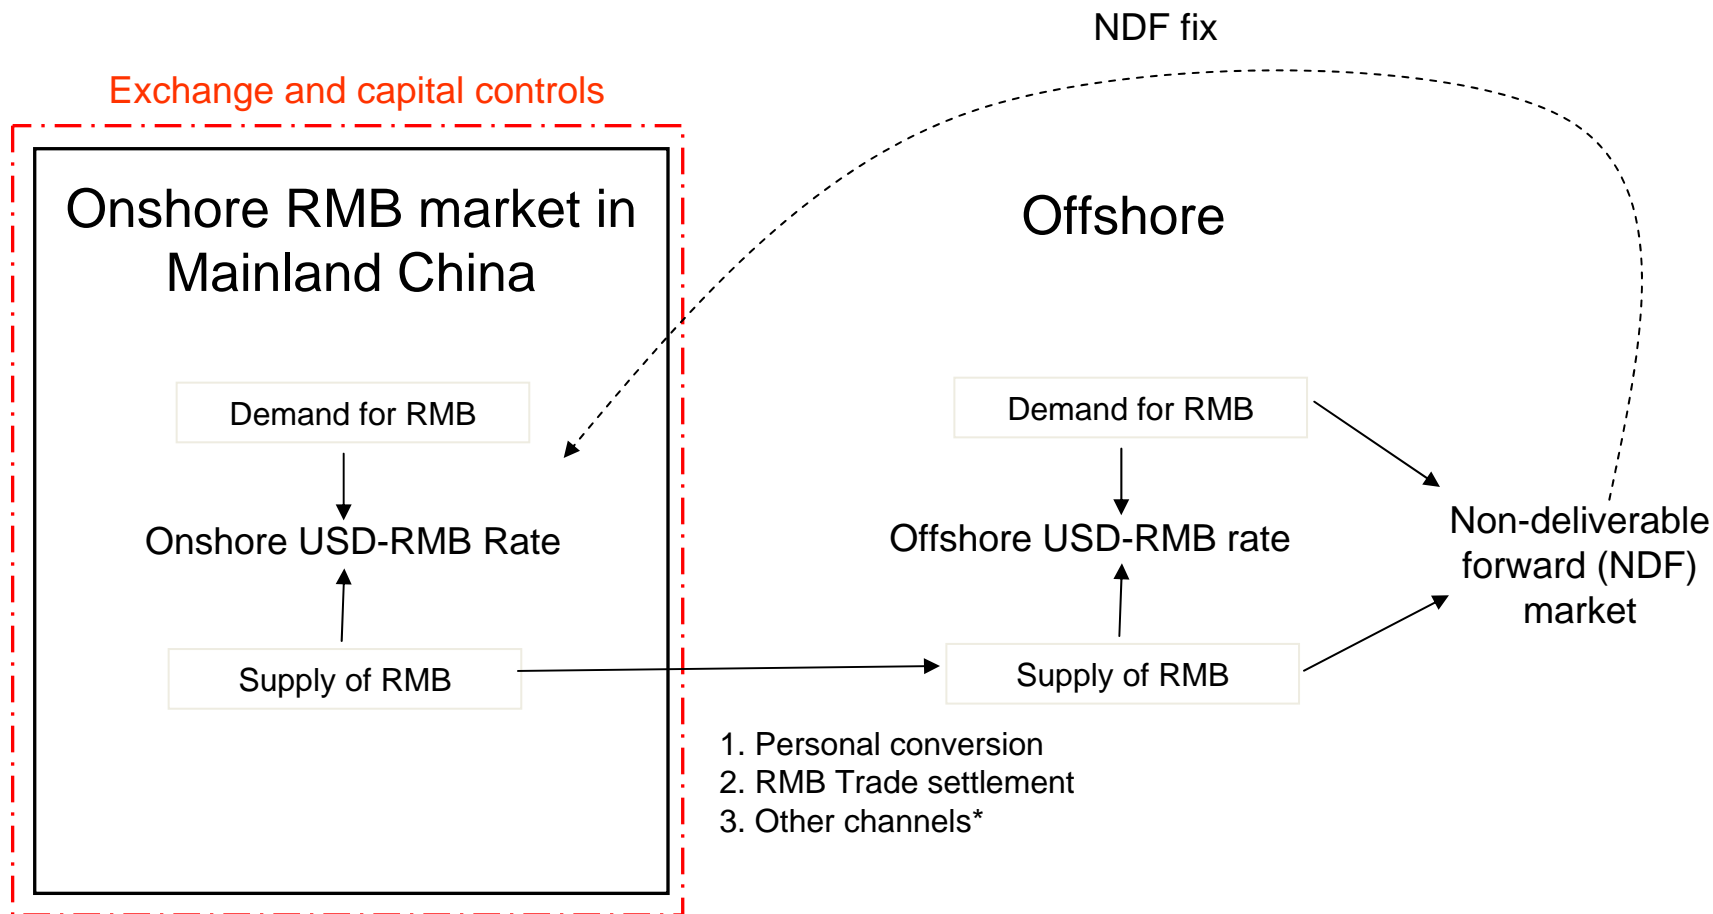 NDF fix
Exchange and capital controls
Onshore RMB market in
Mainland China
Offshore
Demand for RMB
Demand for RMB
Onshore USD-RMB Rate
Offshore USD-RMB rate
Non-deliverable
forward (NDF)
market
Supply of RMB
Supply of RMB
1. Personal conversion
2. RMB Trade settlement
3. Other channels*